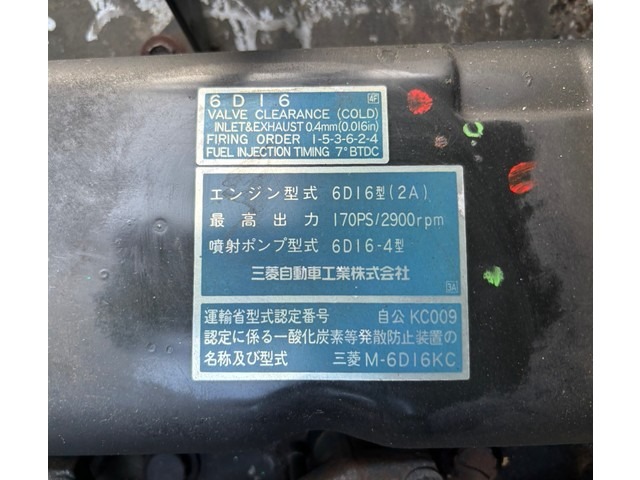 6D16 4F
VALVE CLEARANCE (COLD)
INLET&EXHAUST 0.4mm(0.016in)
FIRING ORDER 1-5-3-6-2-4
FUEL INJECTION TIMING 7° BTDC
エンジン型式 6D16型(2A)
最高出力 170PS/2900rpm
噴射ポンプ型式 6D16-4型
三菱自動車工業株式会社 3A
運輸省型式認定番号 自公 KC009
認定に係る一酸化炭素等発散防止装置の
名称及び型式 三菱 M-6D16KC